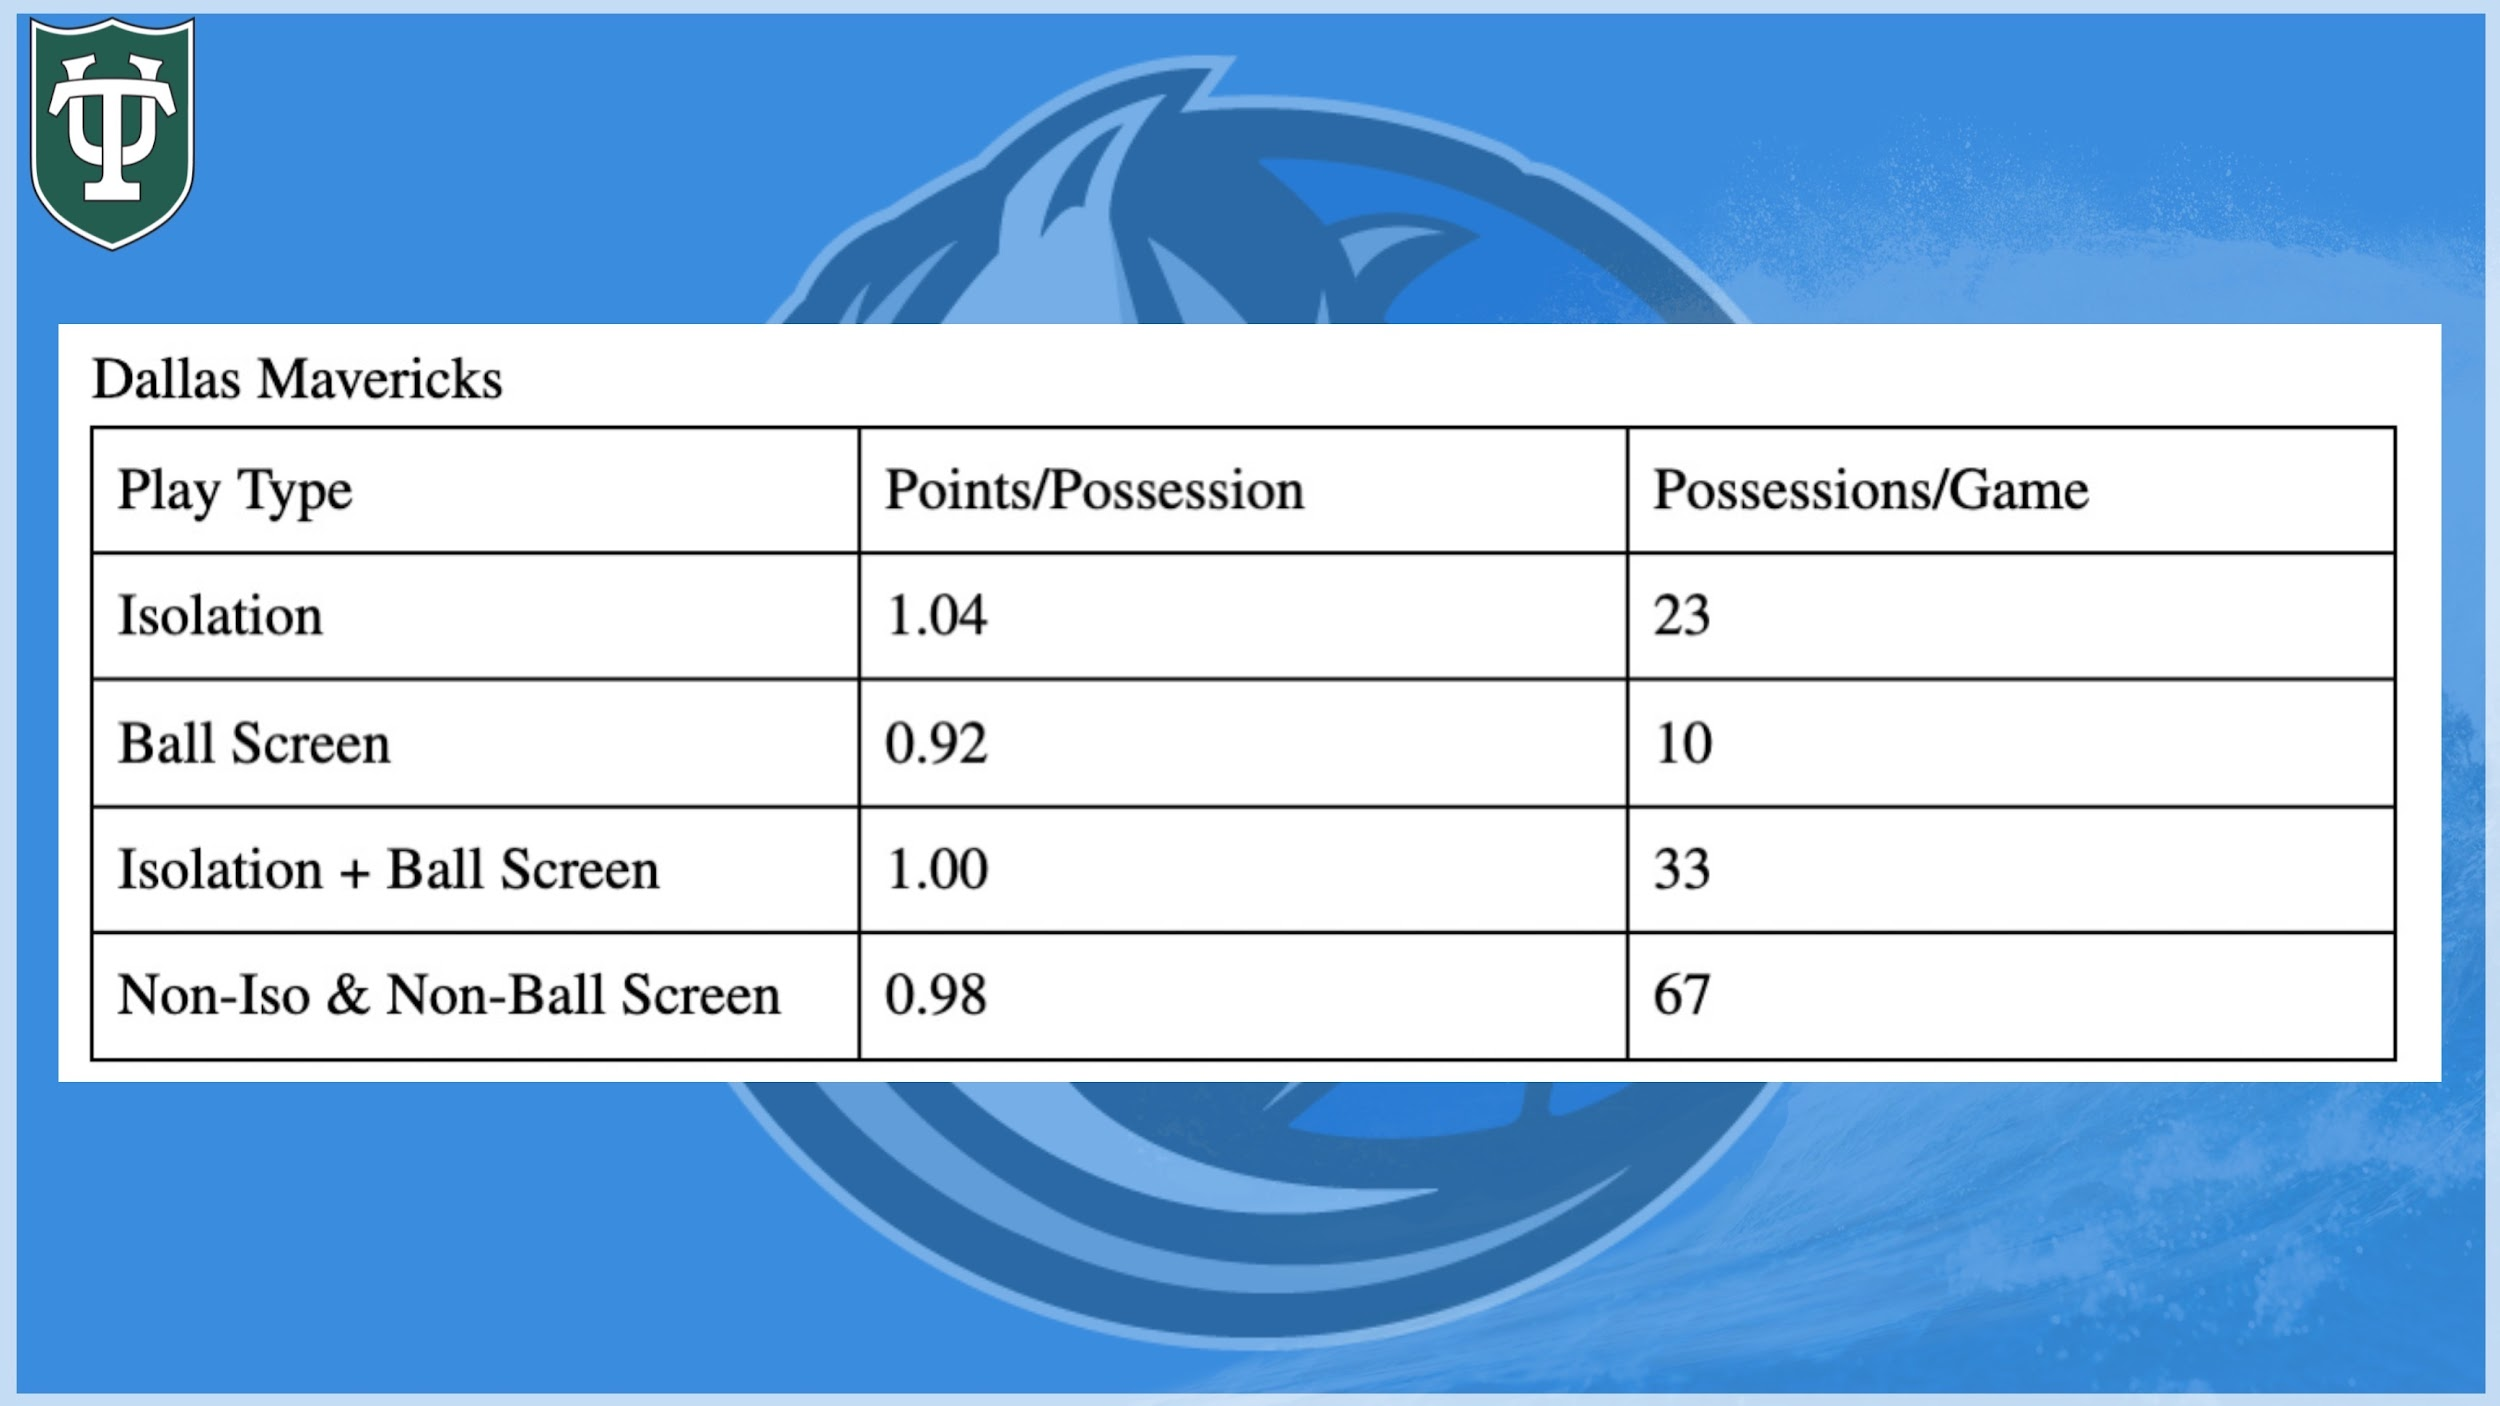 TU
Dallas Mavericks
Play Type Points/Possession Possessions/Game
Isolation 1.04 23
Ball Screen 0.92 10
Isolation + Ball Screen 1.00 33
Non-Iso & Non-Ball Screen 0.98 67